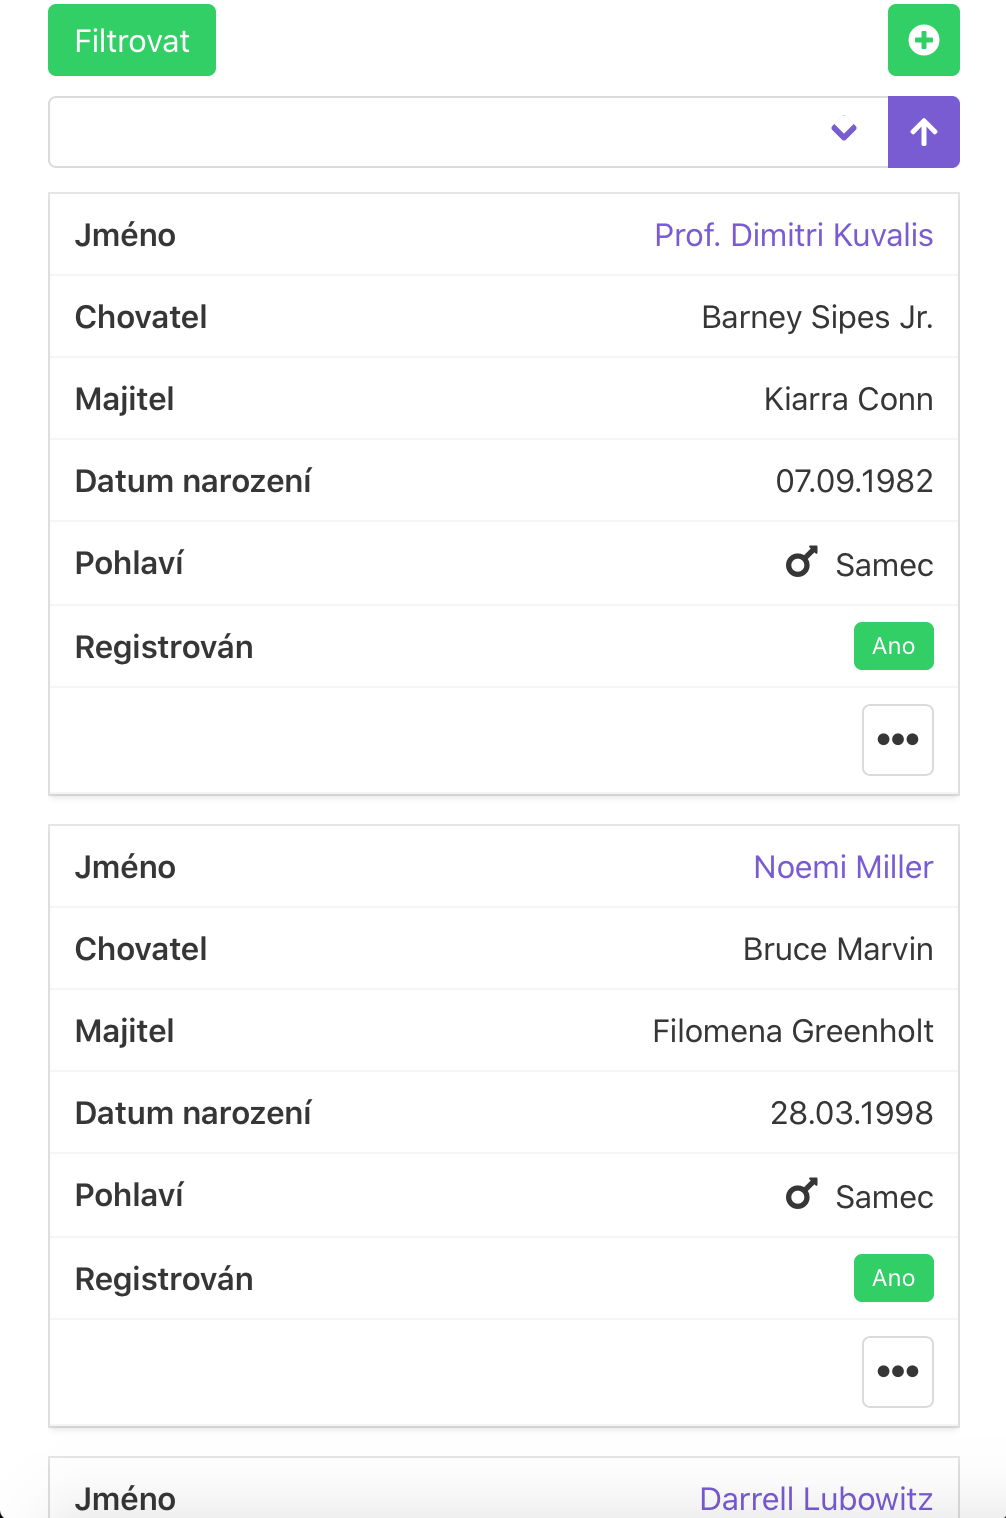 Filtrovat
Jméno Prof. Dimitri Kuvalis
Chovatel Barney Sipes Jr.
Majitel Kiarra Conn
Datum narození 07.09.1982
Pohlaví Samec
Registrován Ano
Jméno Noemi Miller
Chovatel Bruce Marvin
Majitel Filomena Greenholt
Datum narození 28.03.1998
Pohlaví Samec
Registrován Ano
Jméno Darrell Lubowitz